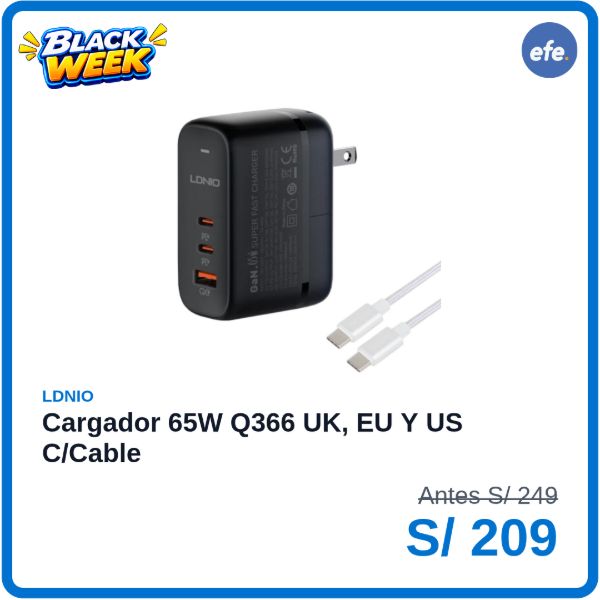 BLACK
WEEK
efe.
LDNIO
GaN SUPER FAST CHARGER
LDNIO
Cargador 65W Q366 UK, EU Y US
C/Cable
Antes S/ 249
S/ 209